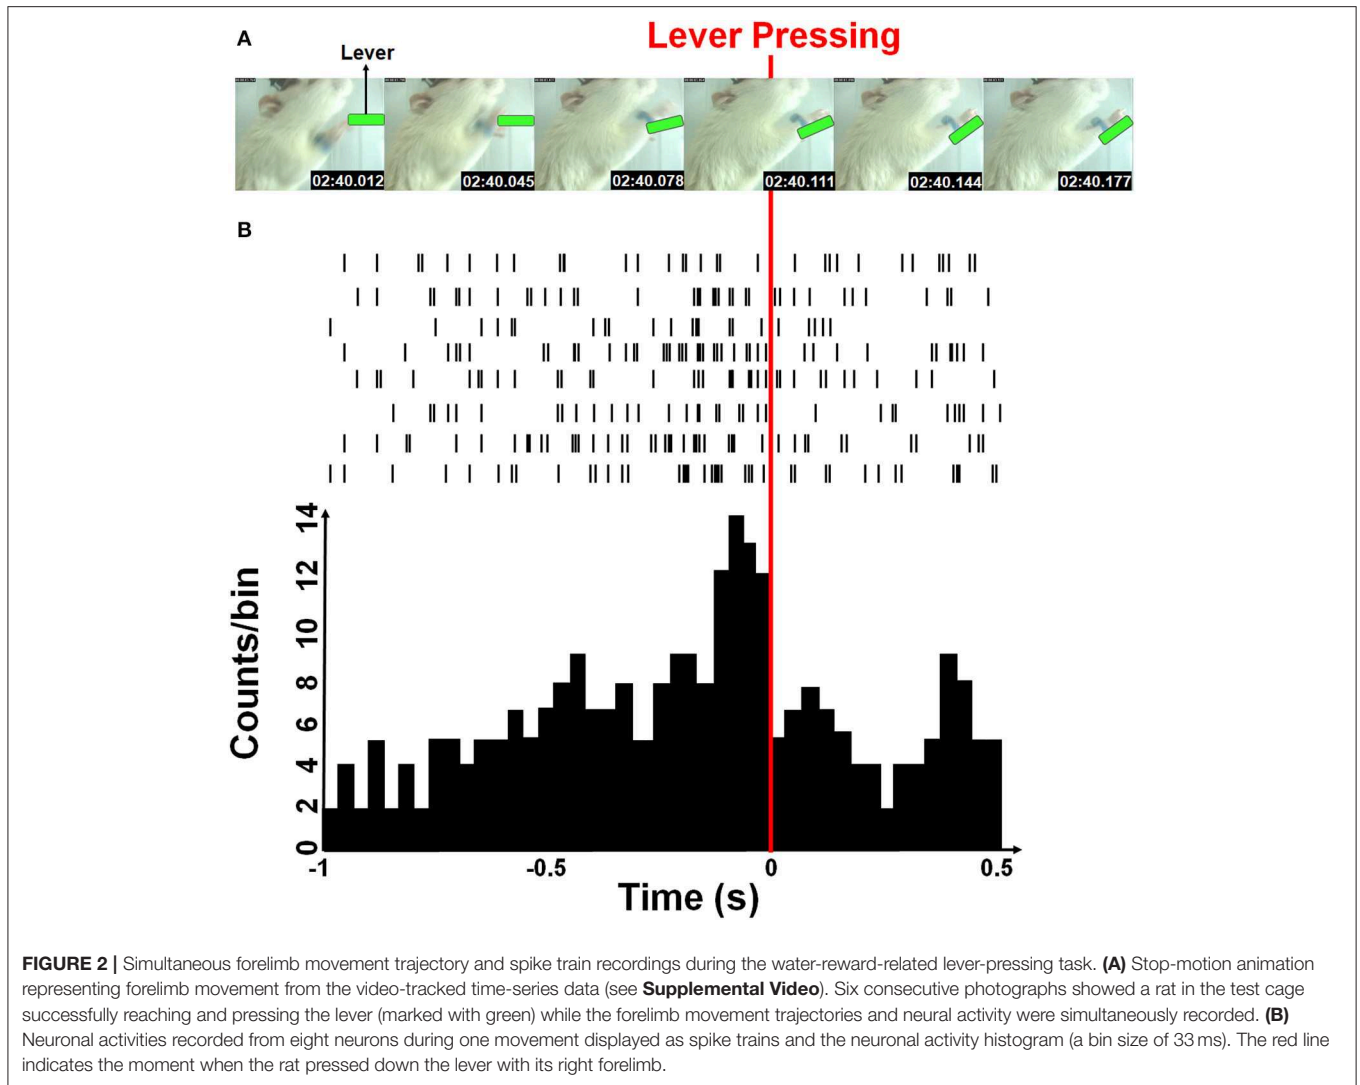 A
Lever Pressing
Lever
02:40.012
02:40.045
02:40.078
02:40.111
02:40.144
02:40.177
B
Counts/bin
14
12
10
8
6
4
2
0
-1
-0.5
0
0.5
Time (s)
FIGURE 2 | Simultaneous forelimb movement trajectory and spike train recordings during the water-reward-related lever-pressing task. (A) Stop-motion animation
representing forelimb movement from the video-tracked time-series data (see Supplemental Video). Six consecutive photographs showed a rat in the test cage
successfully reaching and pressing the lever (marked with green) while the forelimb movement trajectories and neural activity were simultaneously recorded. (B)
Neuronal activities recorded from eight neurons during one movement displayed as spike trains and the neuronal activity histogram (a bin size of 33 ms). The red line
indicates the moment when the rat pressed down the lever with its right forelimb.